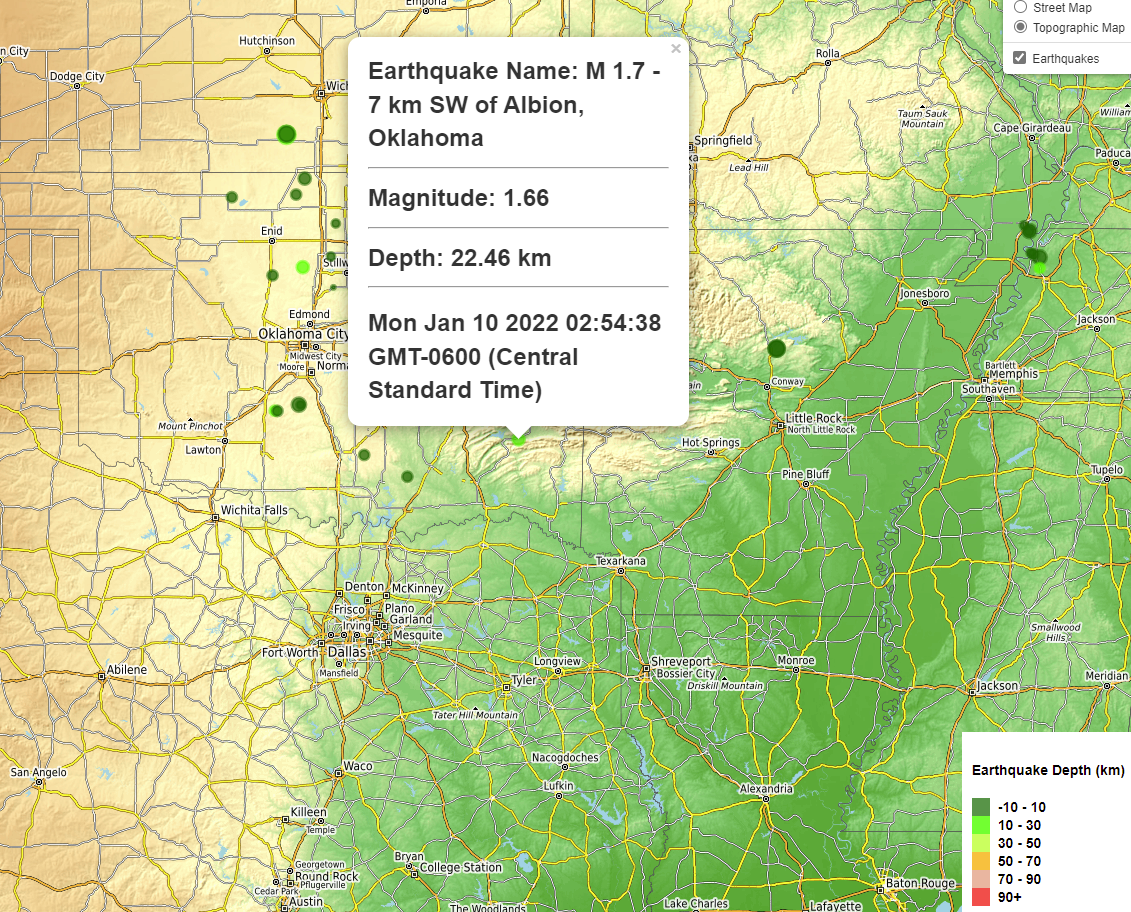 Emporia
Street Map
Topographic Map
Earthquakes
Hutchinson
n City
Dodge City
Wich
×
Earthquake Name: M 1.7 -
7 km SW of Albion,
Oklahoma
Magnitude: 1.66
Depth: 22.46 km
Mon Jan 10 2022 02:54:38
GMT-0600 (Central
Standard Time)
Rolla
Taum Sauk
Mountain
William
Cape Girardeau
Springfield
xa
Lead Hill
Paduca
Enid
Stillw
Jonesboro
Edmond
Oklahoma City
Midwest City
Moore
Norma
Jackson
Bartlett
Memphis
Southaven
ain
Conway
Mount Pinchot
Lawton
Little Rock
North Little Rock
Hot Springs
Pine Bluff
Tupelo
Wichita Falls
Texarkana
Denton
McKinney
Frisco
Plano
Garland
Irving
Mesquite
Fort Worth
Dallas
Mansfield
Smallwood
Hills
Abilene
Longview
Shreveport
Bossier City
Monroe
Tyler
Driskill Mountain
Jackson
Meridian
Tater Hill Mountain
San Angelo
Waco
Nacogdoches
Lufkin
Alexandria
Killeen
Temple
Bryan
College Station
Georgetown
Round Rock
Pflugerville
Cedar Park
Austin
The Woodlands
Lake Charles
Lafayette
Baton Rouge
Earthquake Depth (km)
-10 - 10
10 - 30
30 - 50
50 - 70
70 - 90
90+